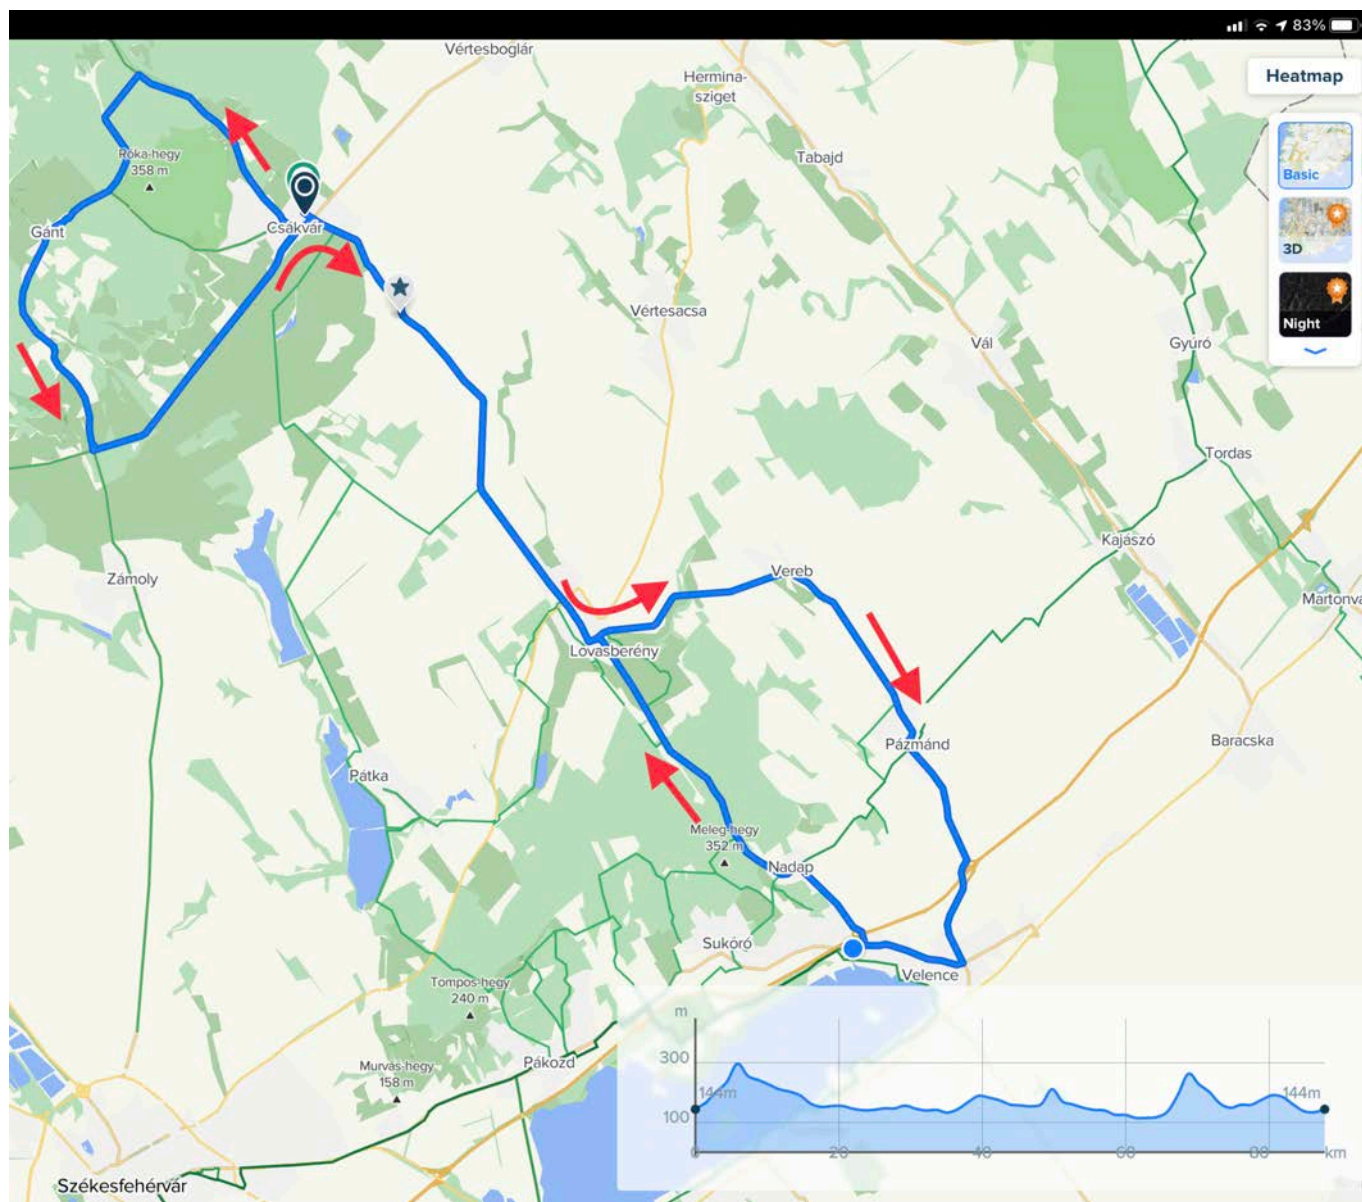 83%
Vértesboglár
Hermina-
sziget
Heatmap
Basic
3D
Night
Tabajd
Róka-hegy
358 m
Gánt
Csákvár
Vértesacsa
Vál
Gyúró
Tordas
Kajászó
Zámoly
Vereb
Martonvá
Lovasberény
Pázmánd
Baracska
Pátka
Meleg-hegy
352 m
Nadap
Sukoró
Velence
Tompos-hegy
240 m
Pákozd
Murvás-hegy
158 m
Székesfehérvár
m
300
144m
144m
100
0
20
40
60
80
km